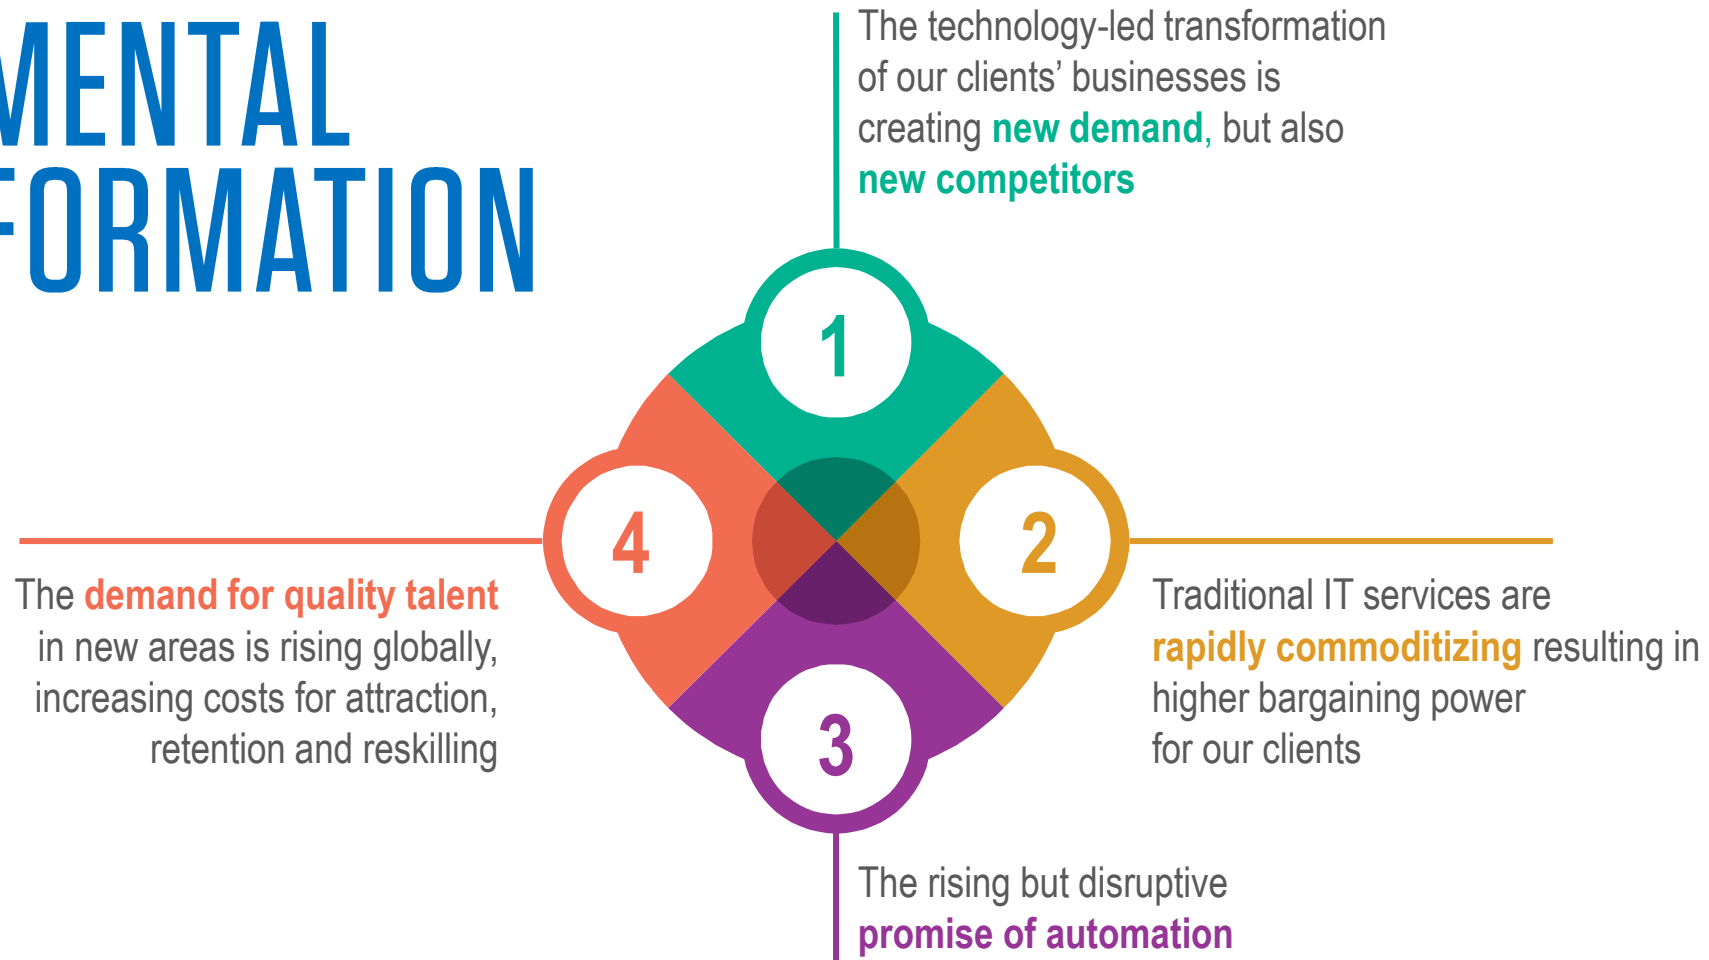 MENTAL
FORMATION
The technology-led transformation
of our clients’ businesses is
creating new demand, but also
new competitors
1
4
2
The demand for quality talent
in new areas is rising globally,
increasing costs for attraction,
retention and reskilling
Traditional IT services are
rapidly commoditizing resulting in
higher bargaining power
for our clients
3
The rising but disruptive
promise of automation